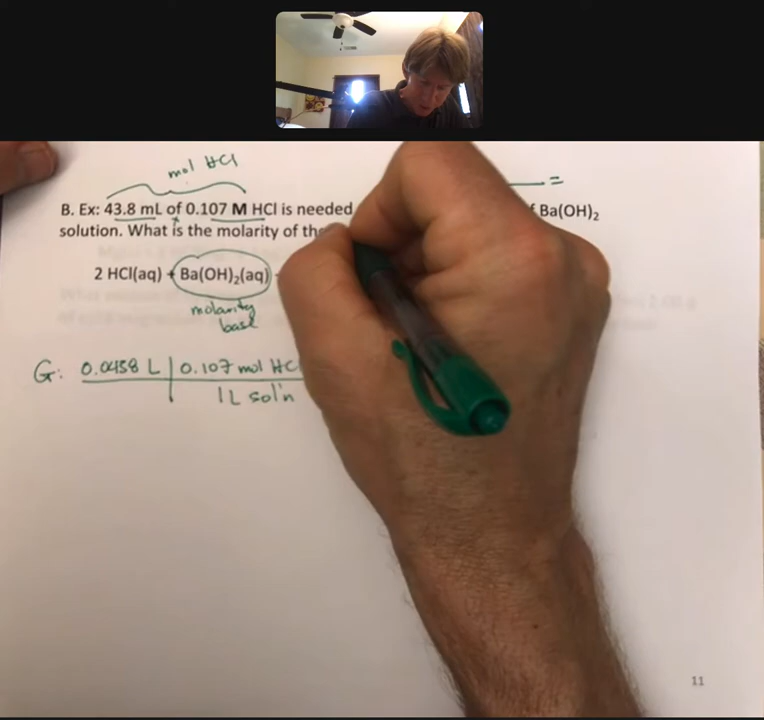 mol HCl
=
B. Ex: 43.8 mL of 0.107 M HCl is needed Ba(OH)₂
solution. What is the molarity of the
2 HCl(aq) + Ba(OH)₂(aq)
molarity
base
G: 0.0438 L | 0.107 mol HCl
1L sol'n
11